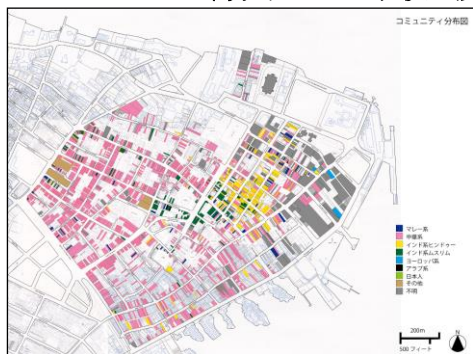 コミュニティ分布図
マレー系
中華系
インド系ヒンドゥー
インド系ムスリム
ヨーロッパ系
アラブ系
日本人
その他
不明
200m
500 フィート
N